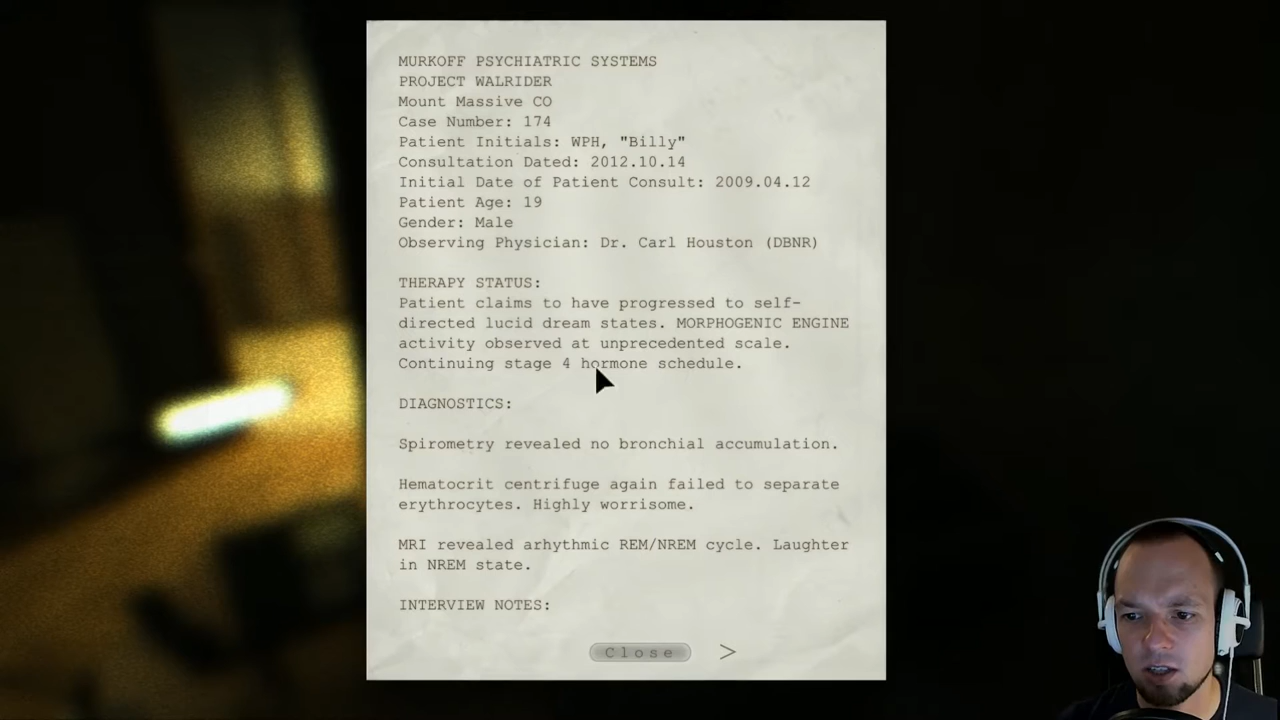 MURKOFF PSYCHIATRIC SYSTEMS
PROJECT WALRIDER
Mount Massive CO
Case Number: 174
Patient Initials: WPH, "Billy"
Consultation Dated: 2012.10.14
Initial Date of Patient Consult: 2009.04.12
Patient Age: 19
Gender: Male
Observing Physician: Dr. Carl Houston (DBNR)
THERAPY STATUS:
Patient claims to have progressed to self-
directed lucid dream states. MORPHOGENIC ENGINE
activity observed at unprecedented scale.
Continuing stage 4 hormone schedule.
DIAGNOSTICS:
Spirometry revealed no bronchial accumulation.
Hematocrit centrifuge again failed to separate
erythrocytes. Highly worrisome.
MRI revealed arhythmic REM/NREM cycle. Laughter
in NREM state.
INTERVIEW NOTES:
Close >